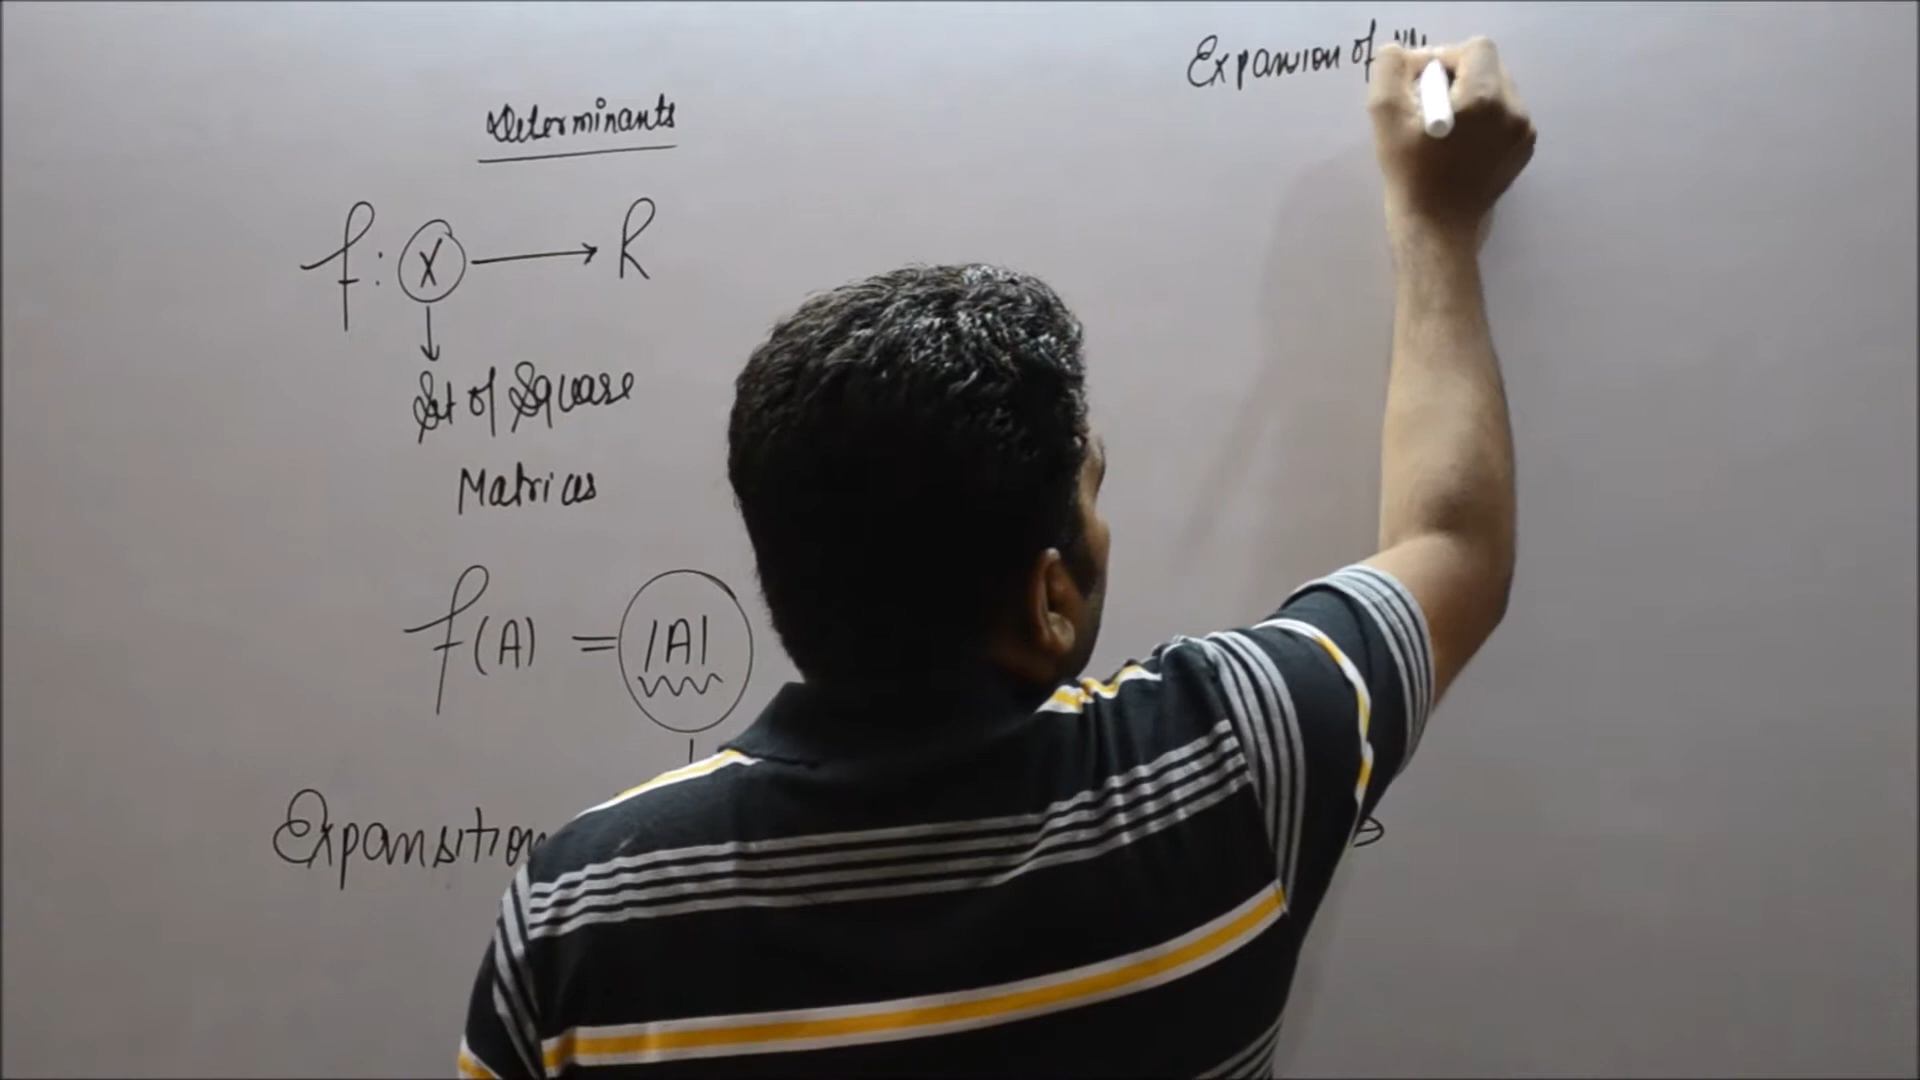 Determinants
f : X → R
↓
Set of Square
Matrices
f(A) = |A|
Expansition
Expansion of